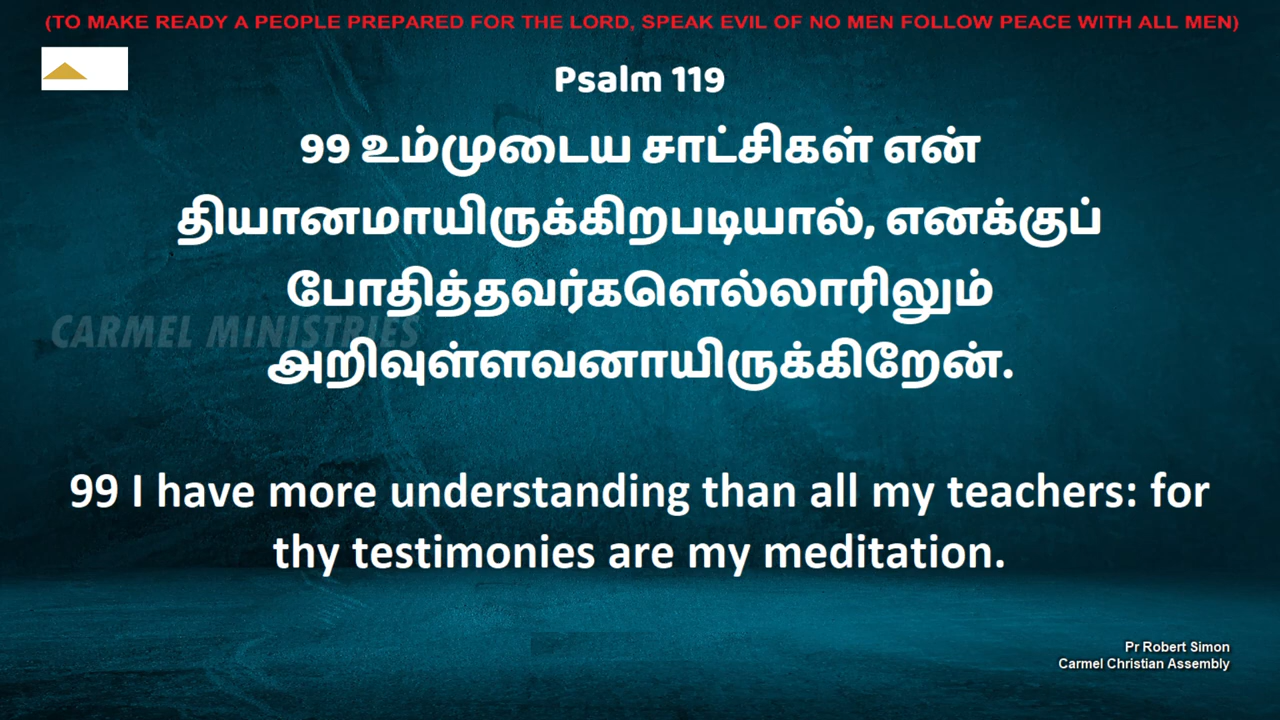 (TO MAKE READY A PEOPLE PREPARED FOR THE LORD, SPEAK EVIL OF NO MEN FOLLOW PEACE WITH ALL MEN)
Psalm 119
99 உம்முடைய சாட்சிகள் என்
தியானமாயிருக்கிறபடியால், எனக்குப்
போதித்தவர்களெல்லாரிலும்
CARMEL MINISTRIES
அறிவுள்ளவனாயிருக்கிறேன்.
99 I have more understanding than all my teachers: for
thy testimonies are my meditation.
Pr Robert Simon
Carmel Christian Assembly